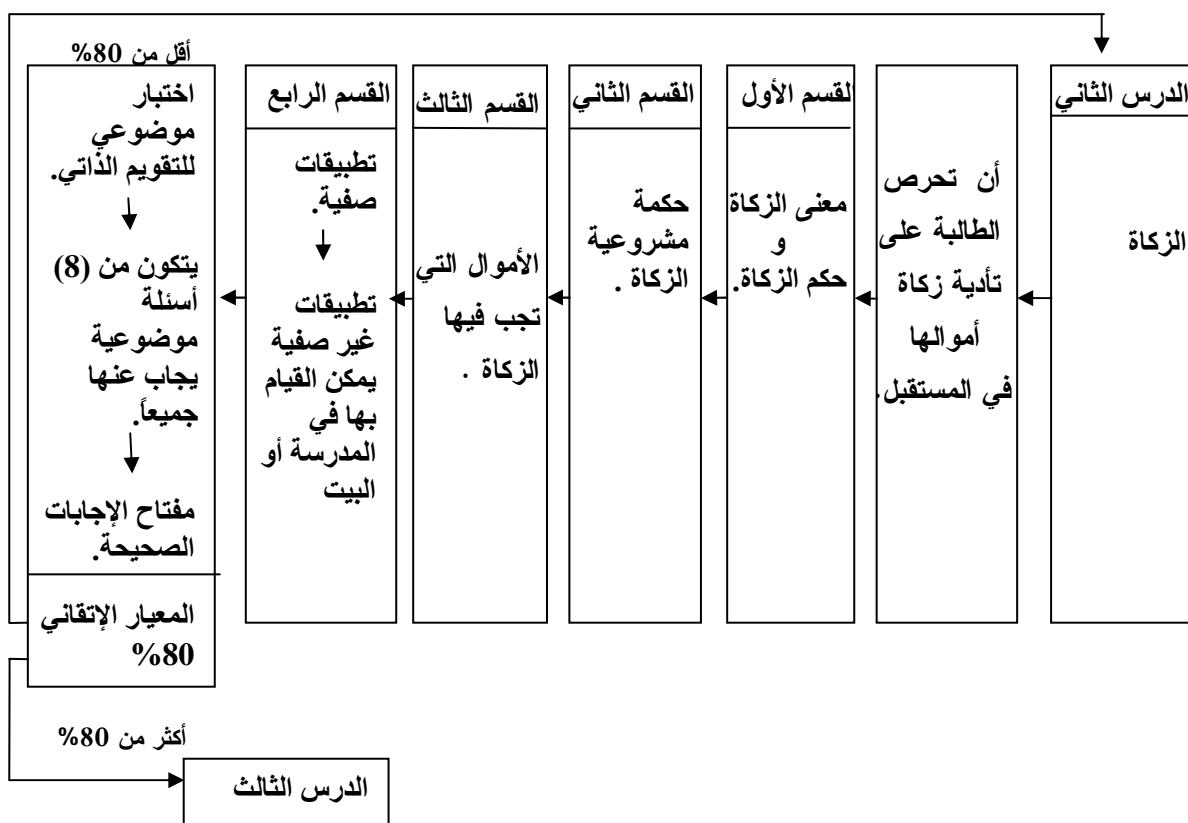 أقل من 80%
الدرس الثاني
الزكاة
أن تحرص
الطالبة على
تأدية زكاة
أموالها
في المستقبل.
القسم الأول
معنى الزكاة
و
حكم الزكاة.
القسم الثاني
حكمة
مشروعية
الزكاة .
القسم الثالث
الأموال التي
تجب فيها
الزكاة .
القسم الرابع
تطبيقات
صفية.
تطبيقات
غير صفية
يمكن القيام
بها في
المدرسة أو
البيت
اختبار
موضوعي
للتقويم الذاتي.
يتكون من (8)
أسئلة
موضوعية
يجاب عنها
جميعاً.
مفتاح الإجابات
الصحيحة.
المعيار الإتقاني
80%
أكثر من 80%
الدرس الثالث